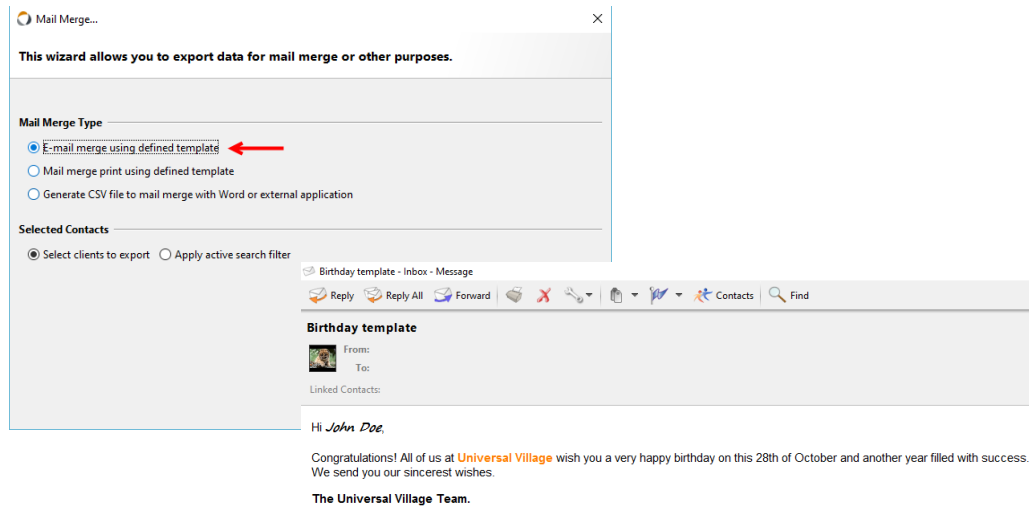 Mail Merge...
This wizard allows you to export data for mail merge or other purposes.
Mail Merge Type
E-mail merge using defined template
Mail merge print using defined template
Generate CSV file to mail merge with Word or external application
Selected Contacts
Select clients to export Apply active search filter
Birthday template - Inbox - Message
Reply Reply All Forward Contacts Find
Birthday template
From:
To:
Linked Contacts:
Hi John Doe,
Congratulations! All of us at Universal Village wish you a very happy birthday on this 28th of October and another year filled with success.
We send you our sincerest wishes.
The Universal Village Team.